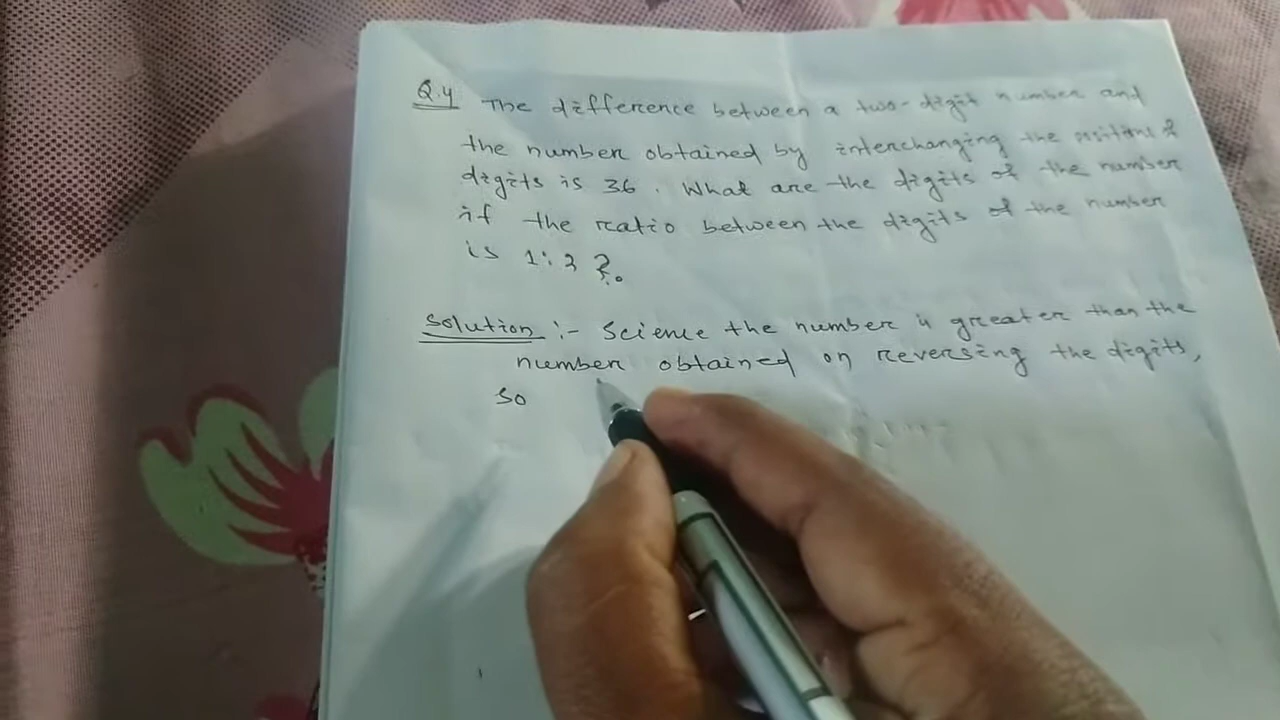 Q.4 The difference between a two-digit number and
the number obtained by interchanging the positions of
digits is 36. What are the digits of the number
if the ratio between the digits of the number
is 1:2 ?.
Solution :- Science the number is greater than the
number obtained on reversing the digits,
so